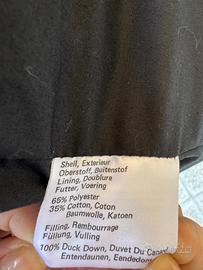 Shell, Exterieur
Oberstoff, Buitenstof
Lining, Doublure
Futter, Voering
65% Polyester
35% Cotton, Coton
Baumwolle, Katoen
Filling, Rembourrage
Füllung, Vulling
100% Duck Down, Duvet Du Canard
Entendaunen, Eendedons